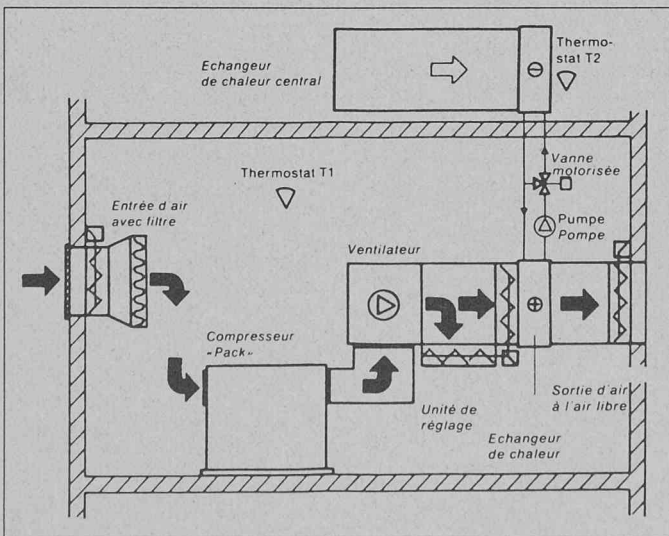 Echangeur
de chaleur central
Thermo-
stat T2
Thermostat T1
Vanne
motorisée
Entrée d'air
avec filtre
Ventilateur
Pumpe
Pompe
Compresseur
«Pack»
Unité de
réglage
Sortie d'air
à l'air libre
Echangeur
de chaleur